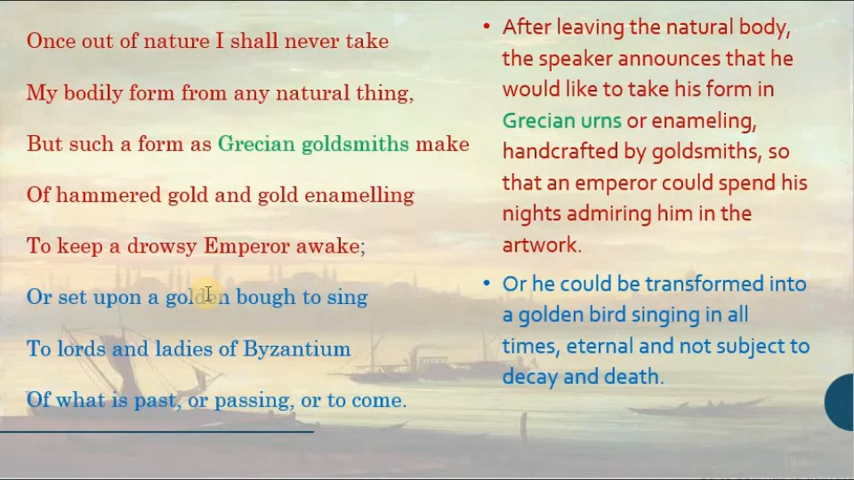 Once out of nature I shall never take
My bodily form from any natural thing,
But such a form as Grecian goldsmiths make
Of hammered gold and gold enamelling
To keep a drowsy Emperor awake;
Or set upon a golden bough to sing
To lords and ladies of Byzantium
Of what is past, or passing, or to come.
• After leaving the natural body,
the speaker announces that he
would like to take his form in
Grecian urns or enameling,
handcrafted by goldsmiths, so
that an emperor could spend his
nights admiring him in the
artwork.
• Or he could be transformed into
a golden bird singing in all
times, eternal and not subject to
decay and death.